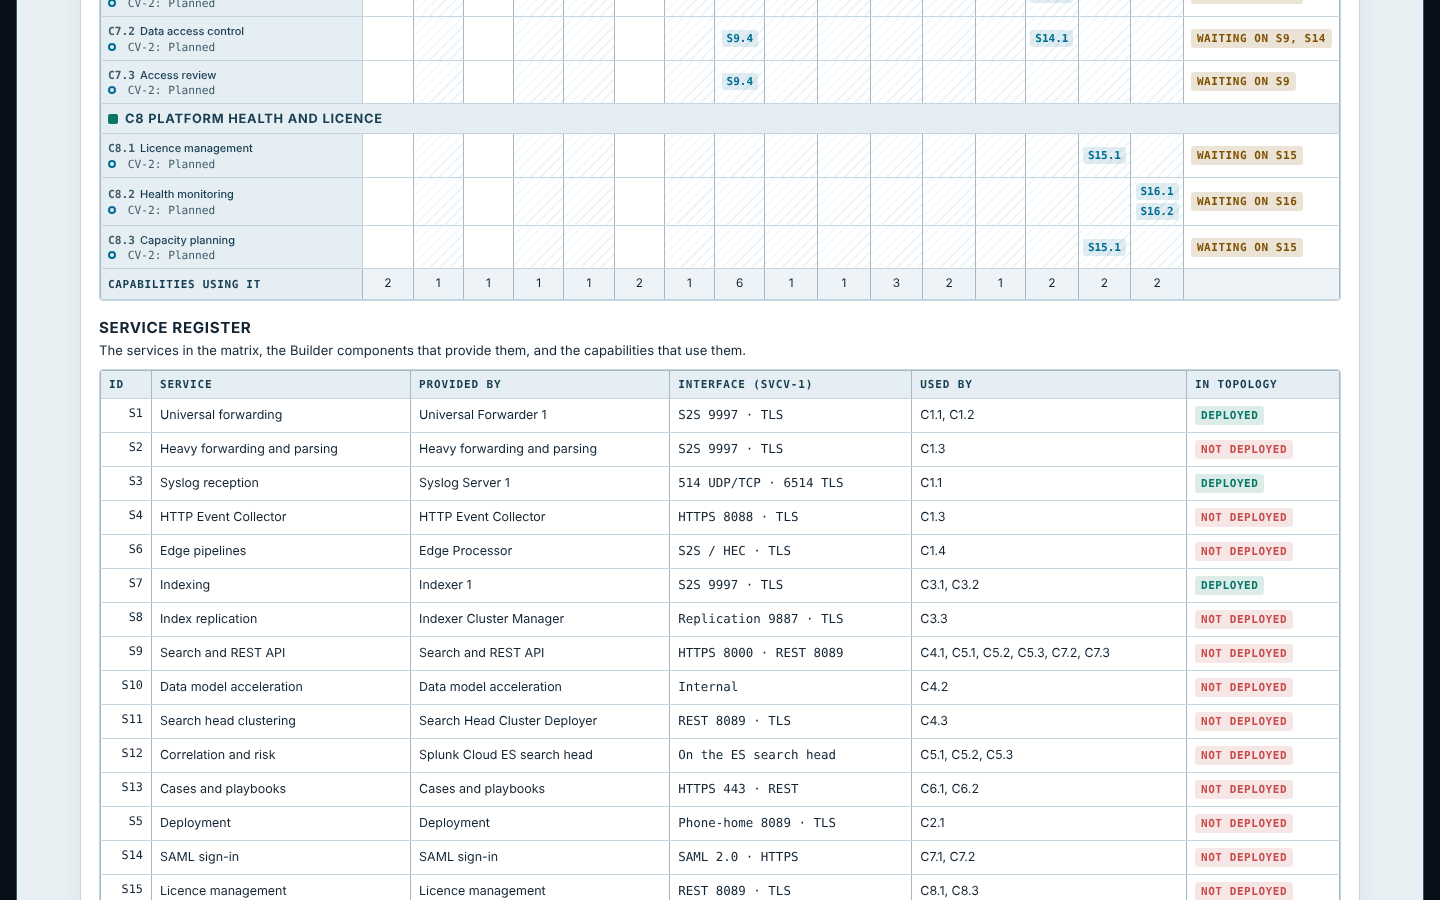 CV-2: Planned
C7.2 Data access control
CV-2: Planned
S9.4
S14.1
WAITING ON S9, S14
C7.3 Access review
CV-2: Planned
S9.4
WAITING ON S9
C8 PLATFORM HEALTH AND LICENCE
C8.1 Licence management
CV-2: Planned
S15.1
WAITING ON S15
C8.2 Health monitoring
CV-2: Planned
S16.1
S16.2
WAITING ON S16
C8.3 Capacity planning
CV-2: Planned
S15.1
WAITING ON S15
CAPABILITIES USING IT 2 1 1 1 1 2 1 6 1 1 3 2 1 2 2 2
SERVICE REGISTER
The services in the matrix, the Builder components that provide them, and the capabilities that use them.
ID SERVICE PROVIDED BY INTERFACE (SVCV-1) USED BY IN TOPOLOGY
S1 Universal forwarding Universal Forwarder 1 S2S 9997 · TLS C1.1, C1.2 DEPLOYED
S2 Heavy forwarding and parsing Heavy forwarding and parsing S2S 9997 · TLS C1.3 NOT DEPLOYED
S3 Syslog reception Syslog Server 1 514 UDP/TCP · 6514 TLS C1.1 DEPLOYED
S4 HTTP Event Collector HTTP Event Collector HTTPS 8088 · TLS C1.3 NOT DEPLOYED
S6 Edge pipelines Edge Processor S2S / HEC · TLS C1.4 NOT DEPLOYED
S7 Indexing Indexer 1 S2S 9997 · TLS C3.1, C3.2 DEPLOYED
S8 Index replication Indexer Cluster Manager Replication 9887 · TLS C3.3 NOT DEPLOYED
S9 Search and REST API Search and REST API HTTPS 8000 · REST 8089 C4.1, C5.1, C5.2, C5.3, C7.2, C7.3 NOT DEPLOYED
S10 Data model acceleration Data model acceleration Internal C4.2 NOT DEPLOYED
S11 Search head clustering Search Head Cluster Deployer REST 8089 · TLS C4.3 NOT DEPLOYED
S12 Correlation and risk Splunk Cloud ES search head On the ES search head C5.1, C5.2, C5.3 NOT DEPLOYED
S13 Cases and playbooks Cases and playbooks HTTPS 443 · REST C6.1, C6.2 NOT DEPLOYED
S5 Deployment Deployment Phone-home 8089 · TLS C2.1 NOT DEPLOYED
S14 SAML sign-in SAML sign-in SAML 2.0 · HTTPS C7.1, C7.2 NOT DEPLOYED
S15 Licence management Licence management REST 8089 · TLS C8.1, C8.3 NOT DEPLOYED